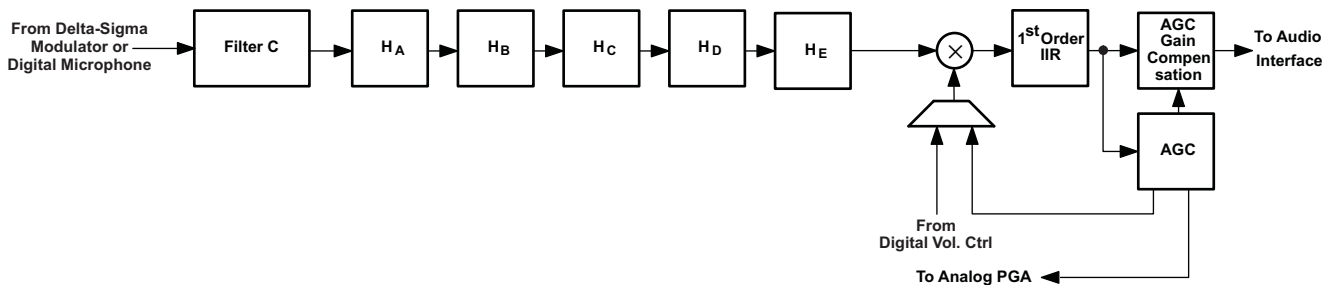 From Delta-Sigma
Modulator or
Digital Microphone
Filter C
HA
HB
HC
HD
HE
×
1st Order
IIR
AGC
Gain
Compen
sation
To Audio
Interface
AGC
From
Digital Vol. Ctrl
To Analog PGA